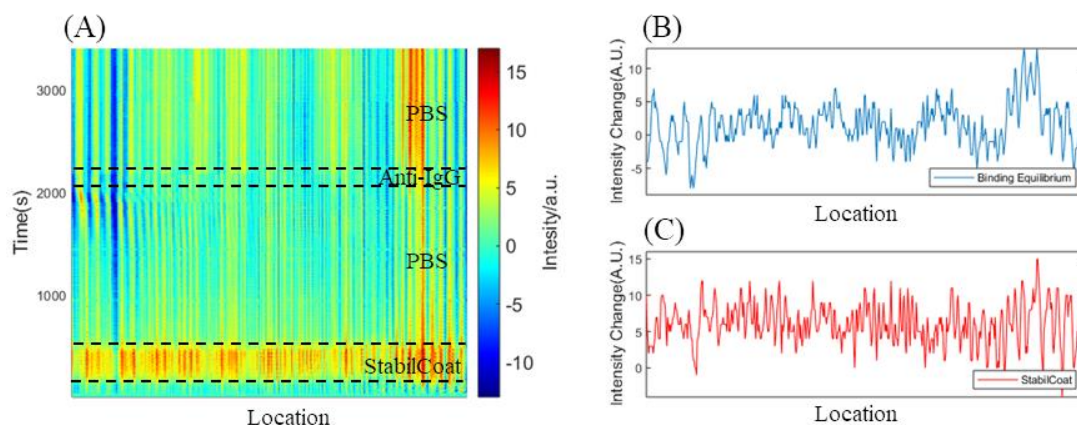 (A)
Time(s)
3000
2000
1000
PBS
Anti-IgG
PBS
StabilCoat
Location
15
10
5
0
-5
-10
Intesity/a.u.
(B)
Intensity Change(A.U.)
10
5
0
-5
Binding Equilibrium
Location
(C)
Intensity Change(A.U.)
15
10
5
0
StabilCoat
Location